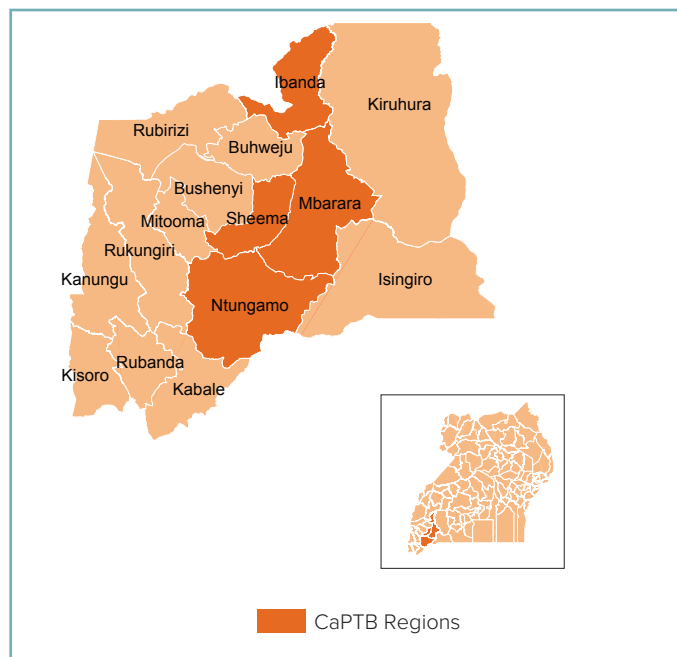 Ibanda
Kiruhura
Rubirizi
Buhweju
Bushenyi
Mbarara
Sheema
Mitooma
Rukungiri
Kanungu
Isingiro
Ntungamo
Rubanda
Kisoro
Kabale
CaPTB Regions